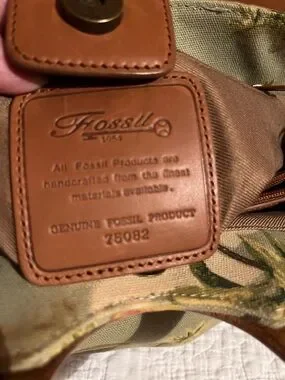 Fossil
1954
All Fossil Products are
handcrafted from the finest
materials available.
GENUINE FOSSIL PRODUCT
75082